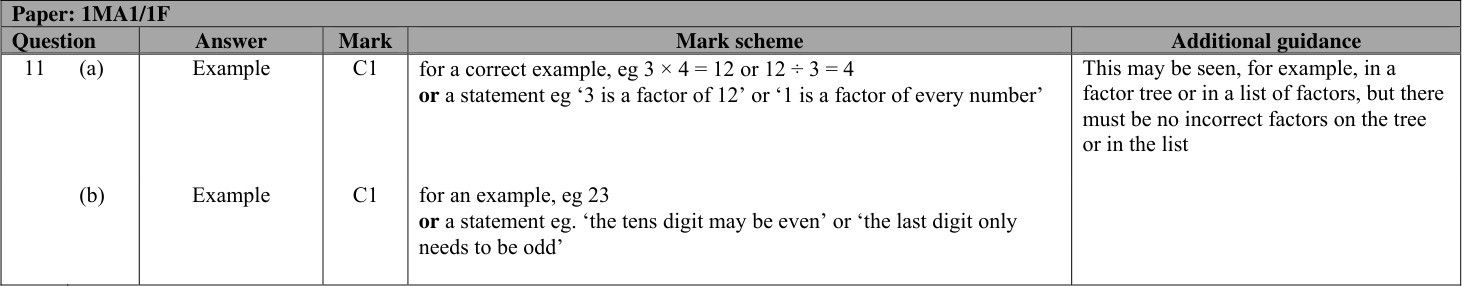 Paper: 1MA1/1F
Question Answer Mark Mark scheme Additional guidance
11 (a) Example C1 for a correct example, eg 3 × 4 = 12 or 12 ÷ 3 = 4 This may be seen, for example, in a
or a statement eg ‘3 is a factor of 12’ or ‘1 is a factor of every number’ factor tree or in a list of factors, but there
must be no incorrect factors on the tree
or in the list
(b) Example C1 for an example, eg 23
or a statement eg. ‘the tens digit may be even’ or ‘the last digit only
needs to be odd’